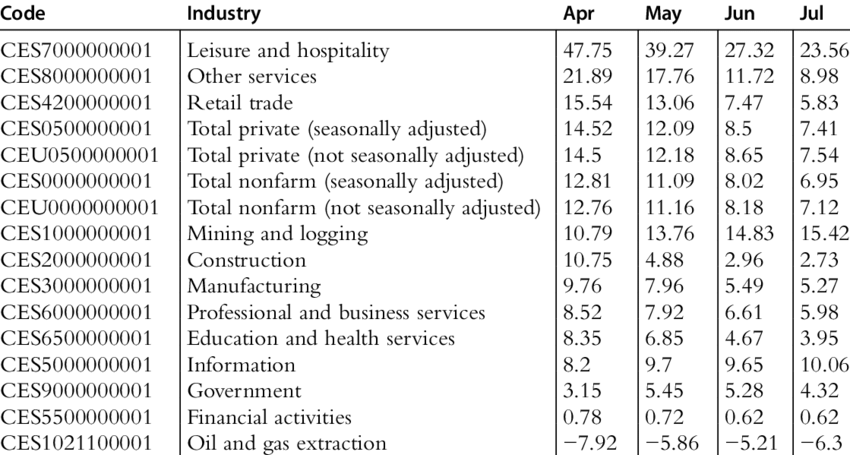 Code Industry Apr May Jun Jul
CES7000000001 Leisure and hospitality 47.75 39.27 27.32 23.56
CES8000000001 Other services 21.89 17.76 11.72 8.98
CES4200000001 Retail trade 15.54 13.06 7.47 5.83
CES0500000001 Total private (seasonally adjusted) 14.52 12.09 8.5 7.41
CEU0500000001 Total private (not seasonally adjusted) 14.5 12.18 8.65 7.54
CES0000000001 Total nonfarm (seasonally adjusted) 12.81 11.09 8.02 6.95
CEU0000000001 Total nonfarm (not seasonally adjusted) 12.76 11.16 8.18 7.12
CES1000000001 Mining and logging 10.79 13.76 14.83 15.42
CES2000000001 Construction 10.75 4.88 2.96 2.73
CES3000000001 Manufacturing 9.76 7.96 5.49 5.27
CES6000000001 Professional and business services 8.52 7.92 6.61 5.98
CES6500000001 Education and health services 8.35 6.85 4.67 3.95
CES5000000001 Information 8.2 9.7 9.65 10.06
CES9000000001 Government 3.15 5.45 5.28 4.32
CES5500000001 Financial activities 0.78 0.72 0.62 0.62
CES1021100001 Oil and gas extraction −7.92 −5.86 −5.21 −6.3